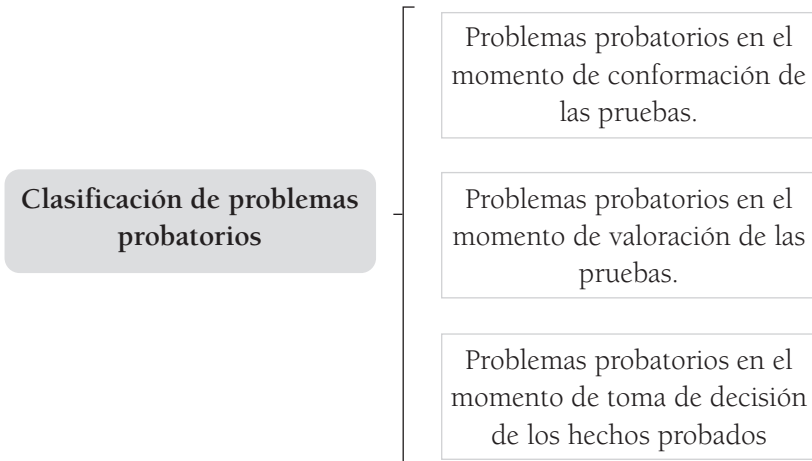 Clasificación de problemas
probatorios
Problemas probatorios en el
momento de conformación de
las pruebas.
Problemas probatorios en el
momento de valoración de las
pruebas.
Problemas probatorios en el
momento de toma de decisión
de los hechos probados